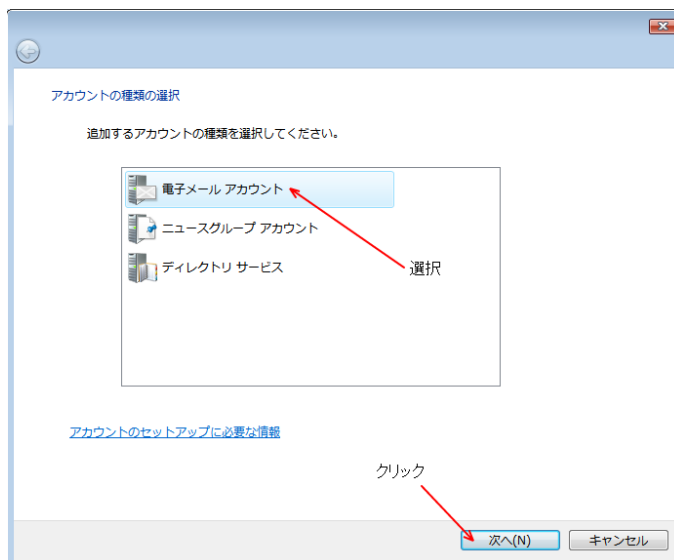 アカウントの種類の選択
追加するアカウントの種類を選択してください。
電子メール アカウント
ニュースグループ アカウント
ディレクトリ サービス
選択
アカウントのセットアップに必要な情報
クリック
次へ(N)
キャンセル